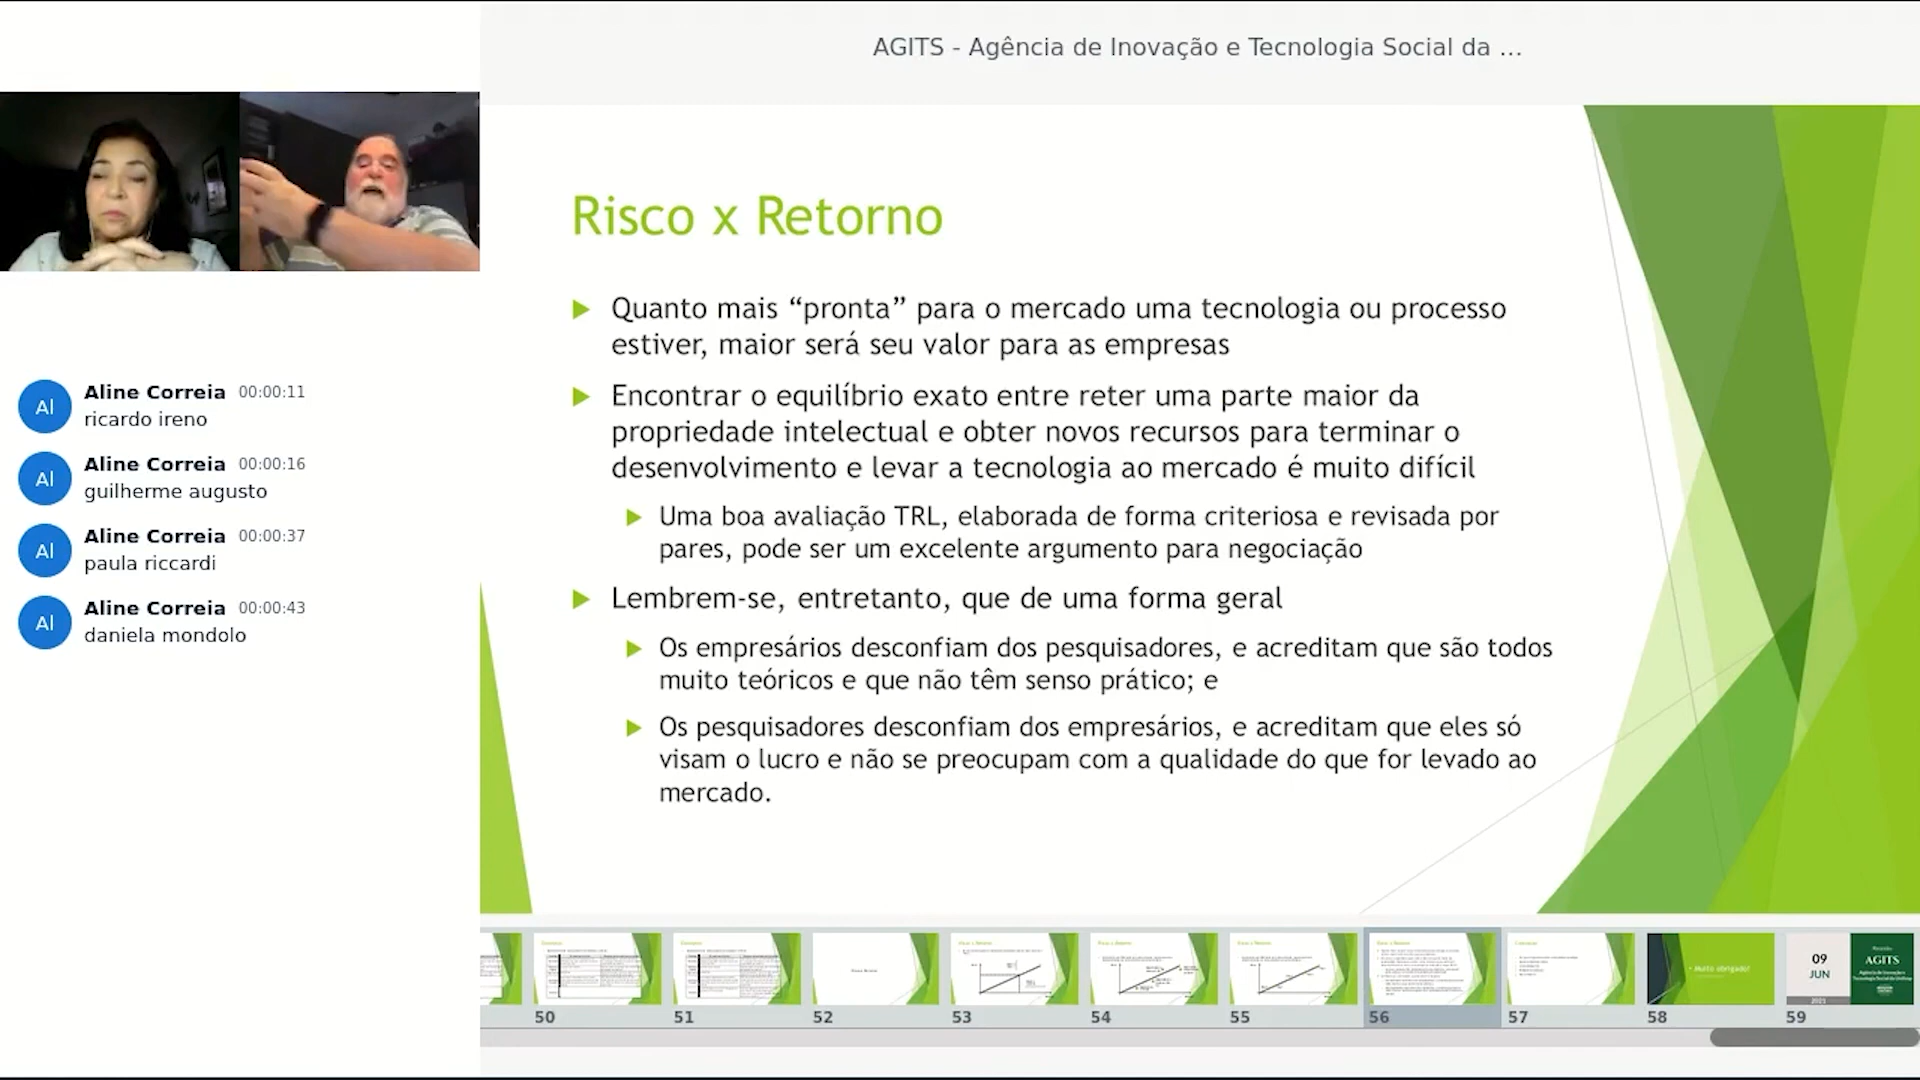 AGITS - Agência de Inovação e Tecnologia Social da ...
Aline Correia 00:00:11
ricardo ireno
Aline Correia 00:00:16
guilherme augusto
Aline Correia 00:00:37
paula riccardi
Aline Correia 00:00:43
daniela mondolo
Al
Al
Al
Al
Risco x Retorno
Quanto mais “pronta” para o mercado uma tecnologia ou processo
estiver, maior será seu valor para as empresas
Encontrar o equilíbrio exato entre reter uma parte maior da
propriedade intelectual e obter novos recursos para terminar o
desenvolvimento e levar a tecnologia ao mercado é muito difícil
Uma boa avaliação TRL, elaborada de forma criteriosa e revisada por
pares, pode ser um excelente argumento para negociação
Lembrem-se, entretanto, que de uma forma geral
Os empresários desconfiam dos pesquisadores, e acreditam que são todos
muito teóricos e que não têm senso prático; e
Os pesquisadores desconfiam dos empresários, e acreditam que eles só
visam o lucro e não se preocupam com a qualidade do que for levado ao
mercado.
Muito obrigado!
09
JUN
2021
AGITS
50 51 52 53 54 55 56 57 58 59